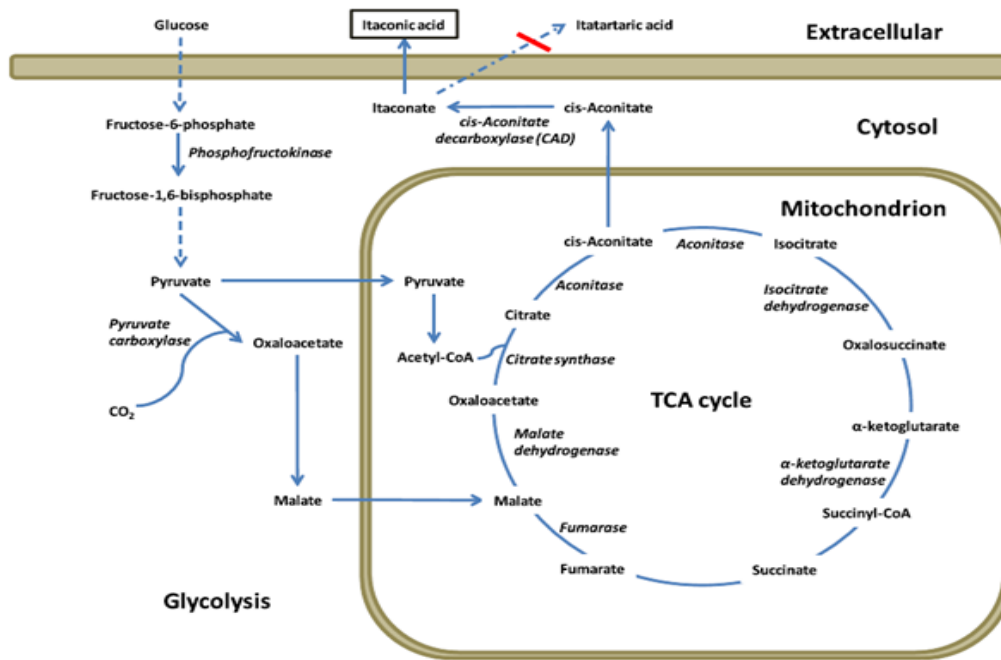 Glucose
Itaconic acid
Itatartaric acid
Extracellular
Itaconate
cis-Aconitate
cis-Aconitate
decarboxylase (CAD)
Cytosol
Fructose-6-phosphate
Phosphofructokinase
Fructose-1,6-bisphosphate
Mitochondrion
cis-Aconitate
Aconitase
Isocitrate
Pyruvate
Pyruvate
Aconitase
Isocitrate
dehydrogenase
Citrate
Pyruvate
carboxylase
Oxaloacetate
Acetyl-CoA
Citrate synthase
Oxalosuccinate
Oxaloacetate
TCA cycle
CO₂
α-ketoglutarate
Malate
dehydrogenase
α-ketoglutarate
dehydrogenase
Malate
Malate
Succinyl-CoA
Fumarase
Fumarate
Succinate
Glycolysis